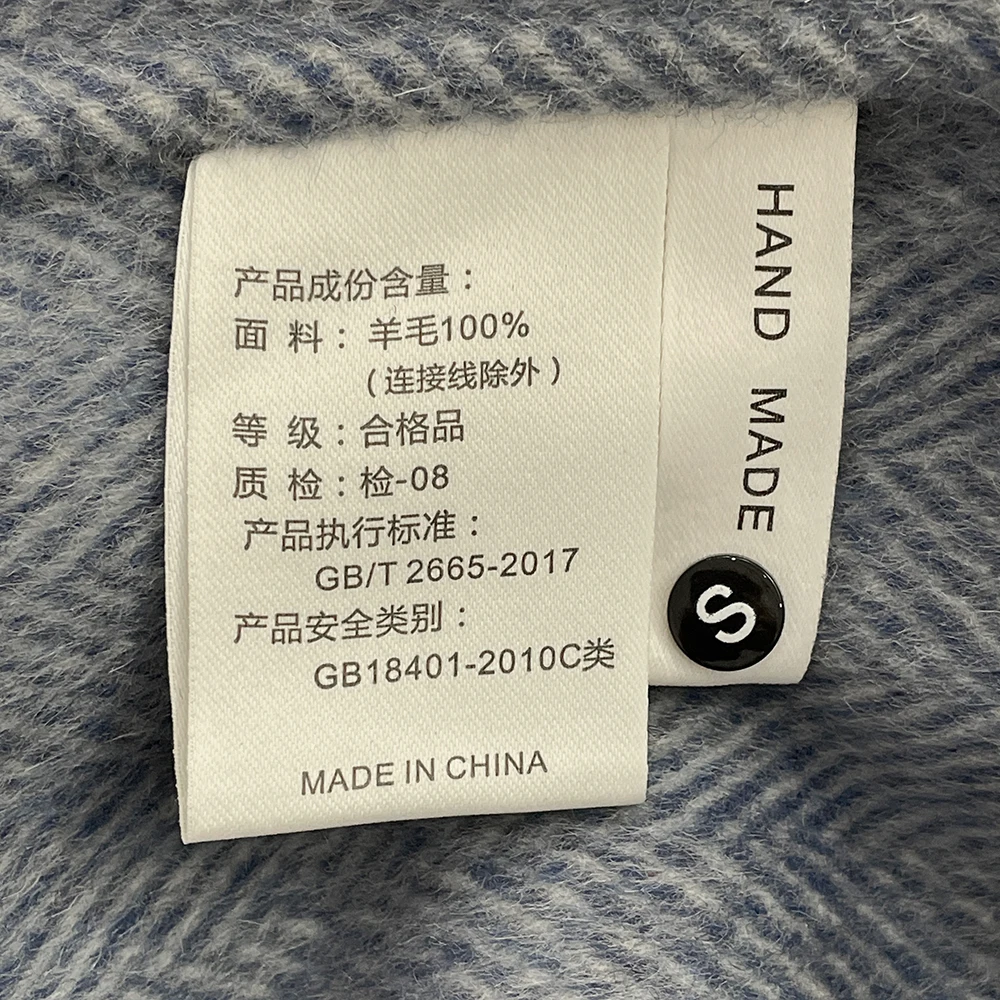 产品成份含量：
面 料：羊毛100%
（连接线除外）
等 级：合格品
质 检：检-08
产品执行标准：
GB/T 2665-2017
产品安全类别：
GB18401-2010C类
MADE IN CHINA
HAND MADE
S